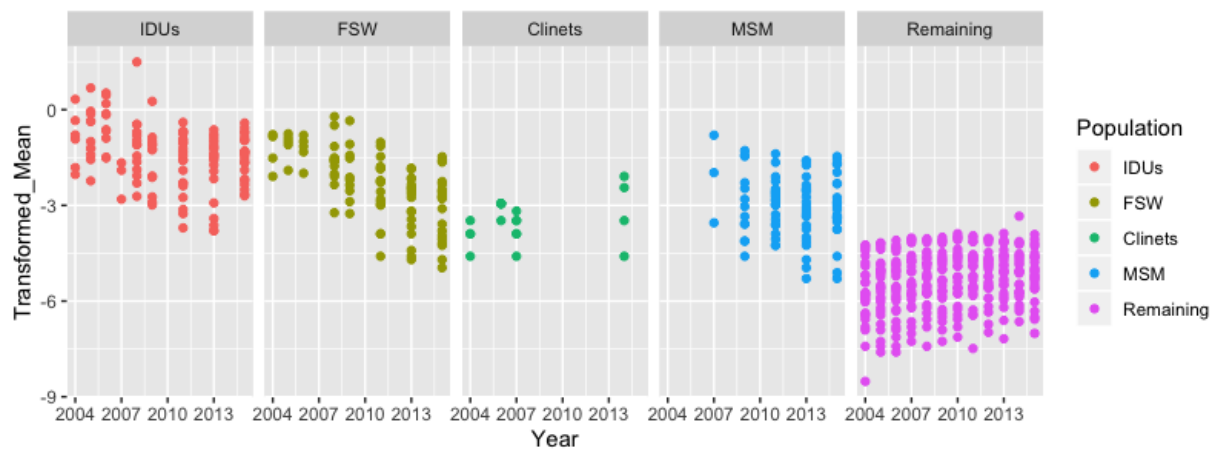 IDUs FSW Clinets MSM Remaining
Transformed_Mean
0
-3
-6
-9
2004 2007 2010 2013 2004 2007 2010 2013 2004 2007 2010 2013 2004 2007 2010 2013 2004 2007 2010 2013
Year
Population
IDUs
FSW
Clinets
MSM
Remaining